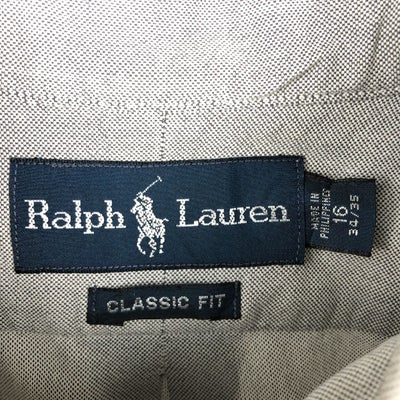 Ralph Lauren
MADE IN
PHILIPPINES
16
34/35
CLASSIC FIT